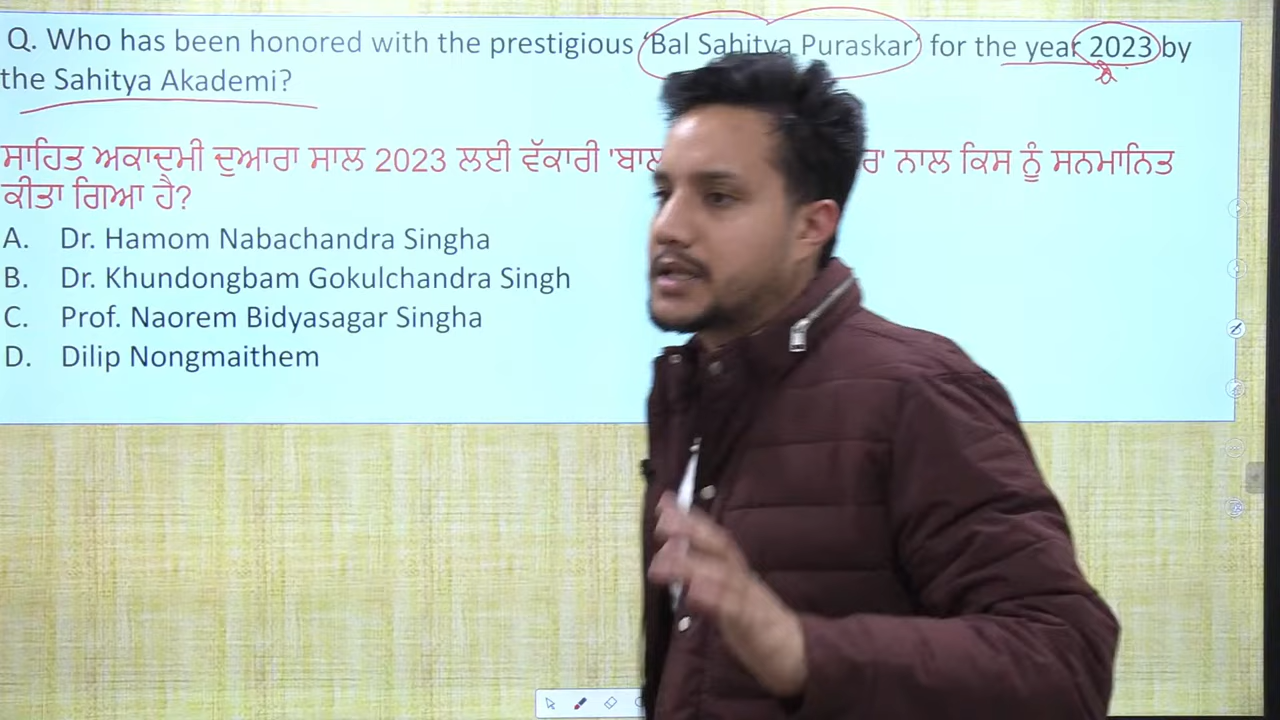 Q. Who has been honored with the prestigious ‘Bal Sahitya Puraskar’ for the year 2023 by
the Sahitya Akademi?
ਸਾਹਿਤ ਅਕਾਦਮੀ ਦੁਆਰਾ ਸਾਲ 2023 ਲਈ ਵੱਕਾਰੀ 'ਬਾਲ ਨਾਲ ਕਿਸ ਨੂੰ ਸਨਮਾਨਿਤ
ਕੀਤਾ ਗਿਆ ਹੈ?
A. Dr. Hamom Nabachandra Singha
B. Dr. Khundongbam Gokulchandra Singh
C. Prof. Naorem Bidyasagar Singha
D. Dilip Nongmaithem